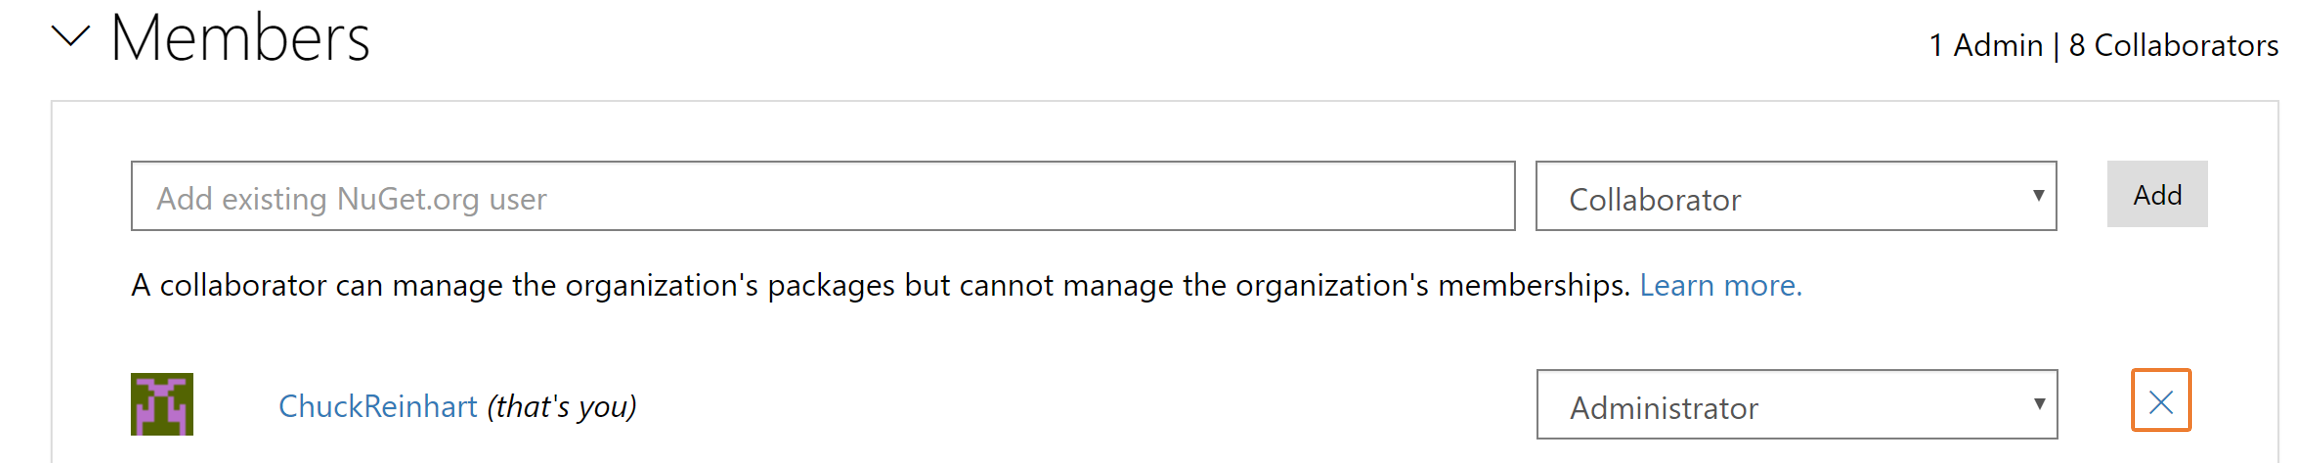 Members
1 Admin | 8 Collaborators
Add existing NuGet.org user
Collaborator
Add
A collaborator can manage the organization's packages but cannot manage the organization's memberships. Learn more.
ChuckReinhart (that's you)
Administrator